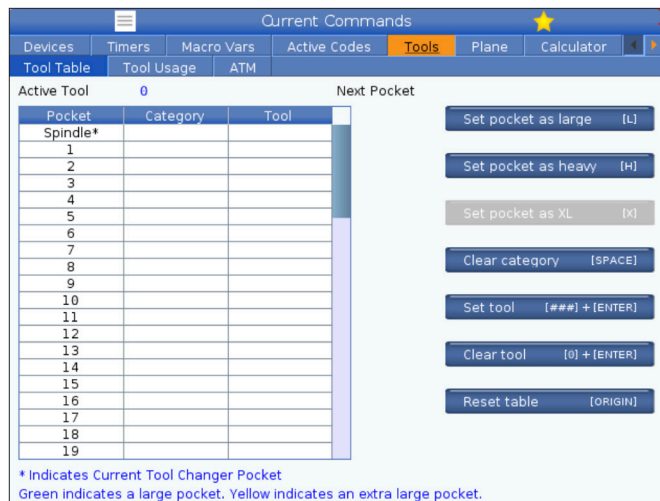 Current Commands
Devices Timers Macro Vars Active Codes Tools Plane Calculator
Tool Table Tool Usage ATM
Active Tool 0 Next Pocket
Pocket Category Tool
Spindle*
1
2
3
4
5
6
7
8
9
10
11
12
13
14
15
16
17
18
19
Set pocket as large [L]
Set pocket as heavy [H]
Set pocket as XL [X]
Clear category [SPACE]
Set tool [###] + [ENTER]
Clear tool [0] + [ENTER]
Reset table [ORIGIN]
* Indicates Current Tool Changer Pocket
Green indicates a large pocket. Yellow indicates an extra large pocket.